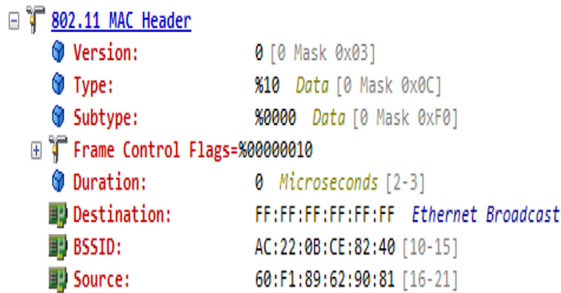 802.11 MAC Header
Version: 0 [0 Mask 0x03]
Type: %10 Data [0 Mask 0x0C]
Subtype: %0000 Data [0 Mask 0xF0]
Frame Control Flags=%00000010
Duration: 0 Microseconds [2-3]
Destination: FF:FF:FF:FF:FF:FF Ethernet Broadcast
BSSID: AC:22:0B:CE:82:40 [10-15]
Source: 60:F1:89:62:90:81 [16-21]